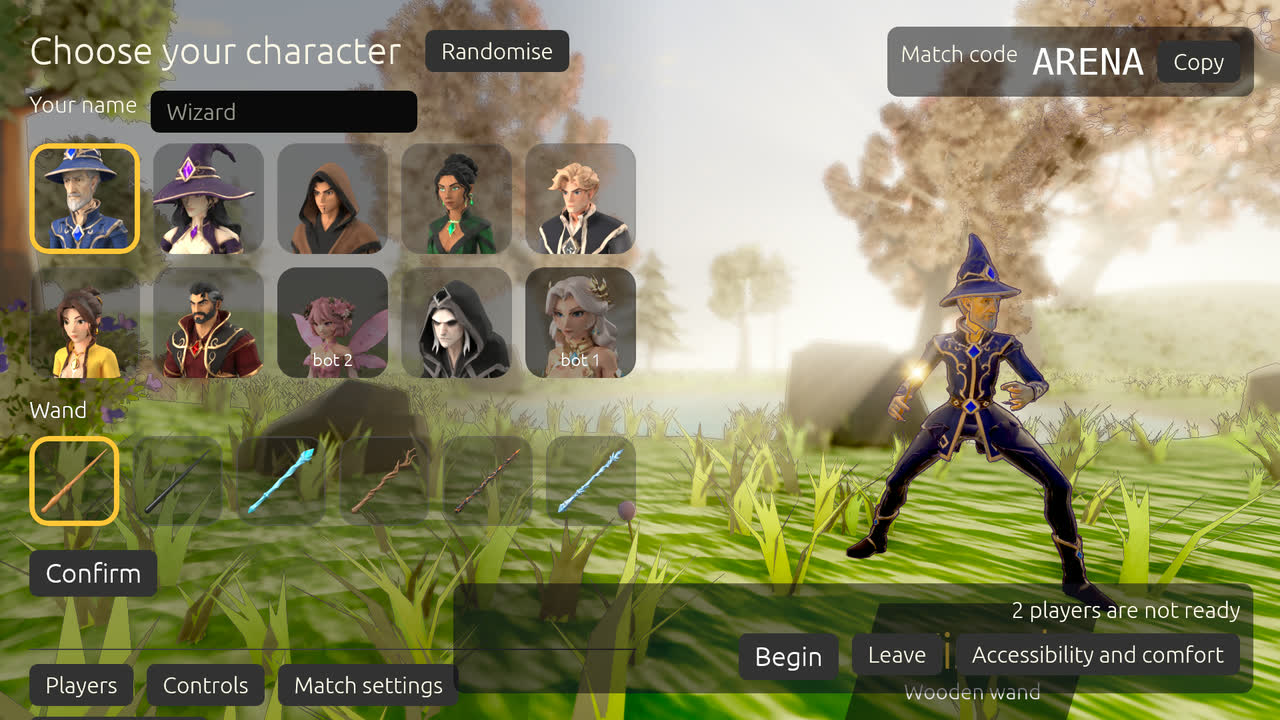 Choose your character
Randomise
Match code ARENA Copy
Your name Wizard
bot 2
bot 1
Wand
Confirm
2 players are not ready
Begin
Leave
Accessibility and comfort
Players
Controls
Match settings
Wooden wand